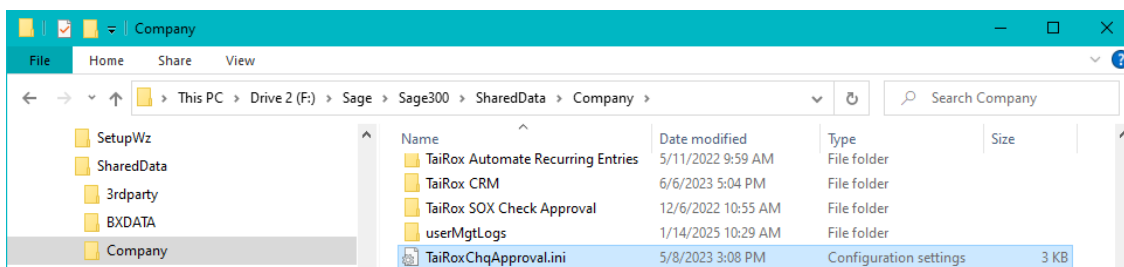 Company
File Home Share View
This PC > Drive 2 (F:) > Sage > Sage300 > SharedData > Company > Search Company
SetupWz
SharedData
3rdparty
BXDATA
Company
Name Date modified Type Size
TaiRox Automate Recurring Entries 5/11/2022 9:59 AM File folder
TaiRox CRM 6/6/2023 5:04 PM File folder
TaiRox SOX Check Approval 12/6/2022 10:55 AM File folder
userMgtLogs 1/14/2025 10:29 AM File folder
TaiRoxChqApproval.ini 5/8/2023 3:08 PM Configuration settings 3 KB